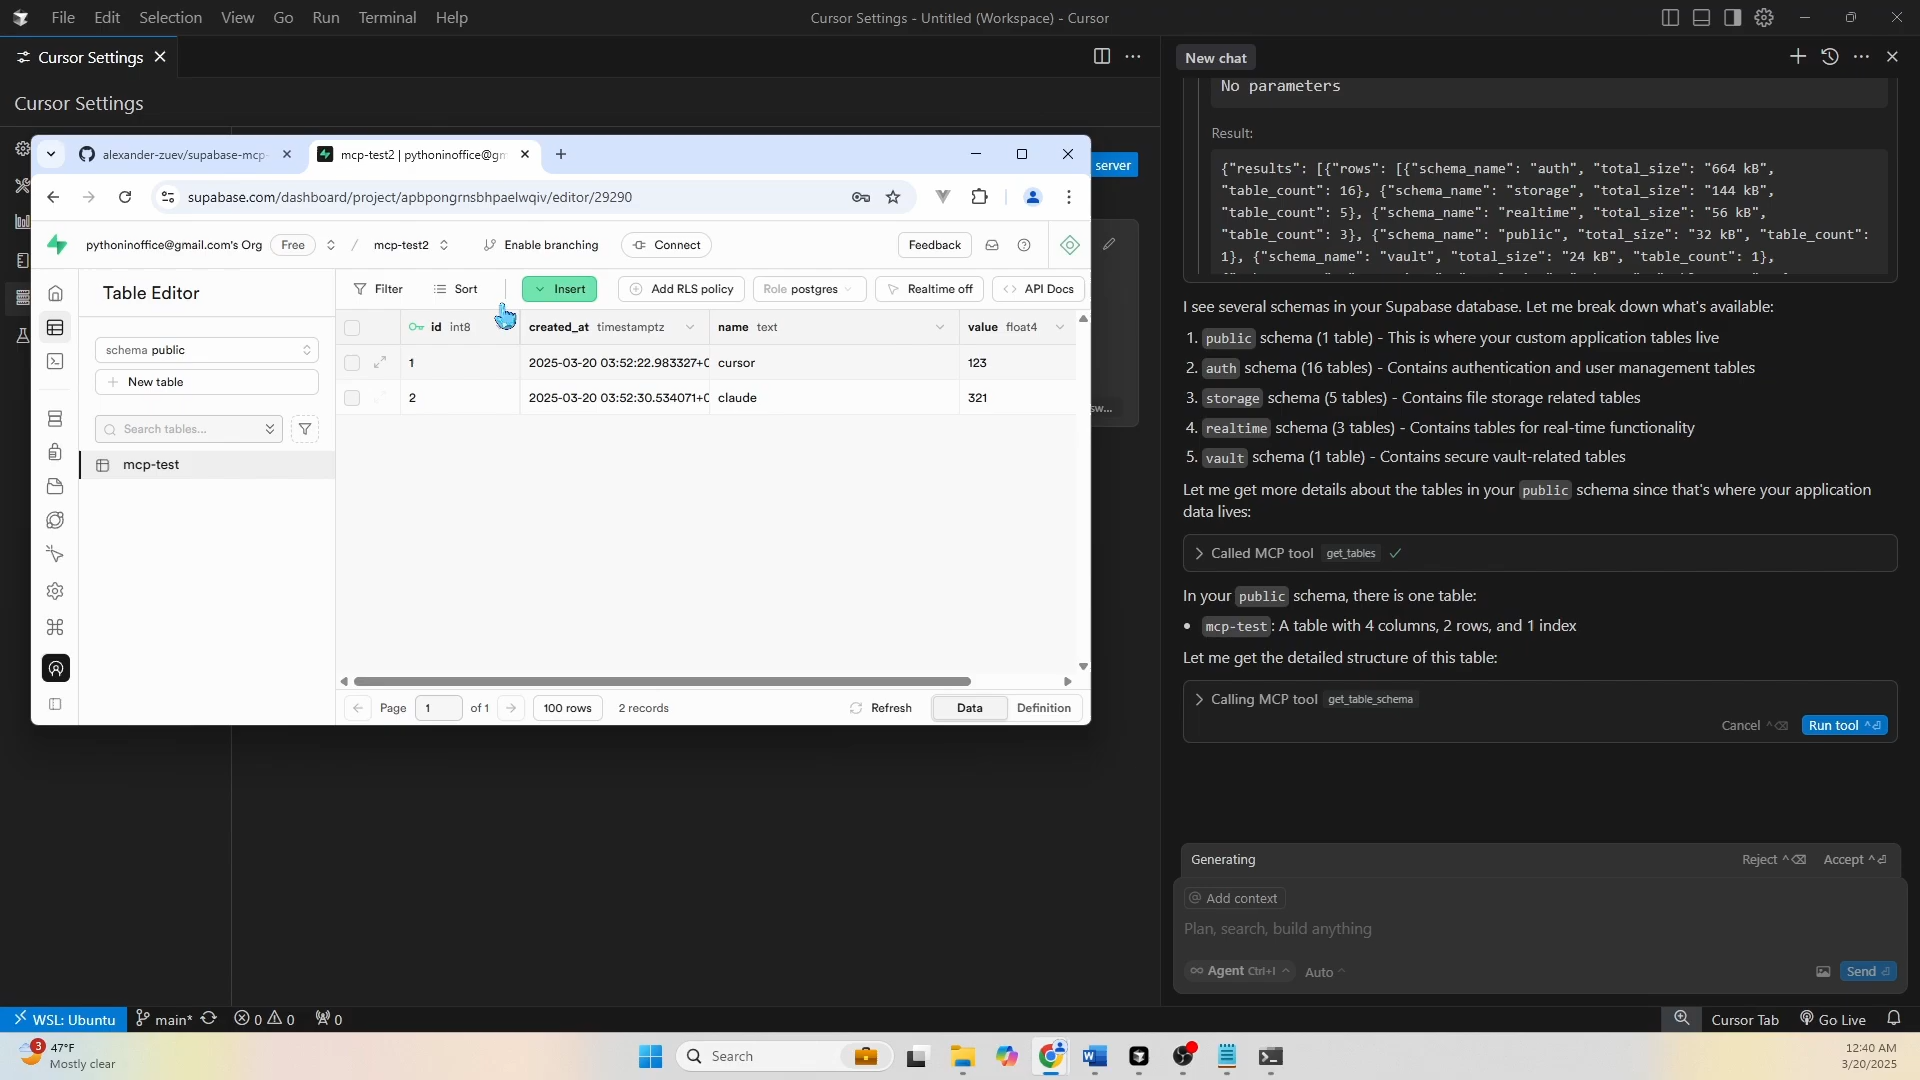 File Edit Selection View Go Run Terminal Help
Cursor Settings - Untitled (Workspace) - Cursor
Cursor Settings
Cursor Settings
server
alexander-zuev/supabase-mcp-
mcp-test2 | pythoninoffice@gm
supabase.com/dashboard/project/apbpongrnsbhpaelwqiv/editor/29290
pythoninoffice@gmail.com's Org Free / mcp-test2 Enable branching Connect Feedback
Table Editor
Filter Sort Insert Add RLS policy Role postgres Realtime off API Docs
schema public
New table
Search tables...
mcp-test
id int8 created_at timestamptz name text value float4
1 2025-03-20 03:52:22.983327+0 cursor 123
2 2025-03-20 03:52:30.534071+0 claude 321
sw...
Page 1 of 1 100 rows 2 records Refresh Data Definition
New chat
No parameters
Result:
{"results": [{"rows": [{"schema_name": "auth", "total_size": "664 kB",
"table_count": 16}, {"schema_name": "storage", "total_size": "144 kB",
"table_count": 5}, {"schema_name": "realtime", "total_size": "56 kB",
"table_count": 3}, {"schema_name": "public", "total_size": "32 kB", "table_count":
1}, {"schema_name": "vault", "total_size": "24 kB", "table_count": 1},
I see several schemas in your Supabase database. Let me break down what's available:
1. public schema (1 table) - This is where your custom application tables live
2. auth schema (16 tables) - Contains authentication and user management tables
3. storage schema (5 tables) - Contains file storage related tables
4. realtime schema (3 tables) - Contains tables for real-time functionality
5. vault schema (1 table) - Contains secure vault-related tables
Let me get more details about the tables in your public schema since that's where your application
data lives:
Called MCP tool get_tables
In your public schema, there is one table:
• mcp-test: A table with 4 columns, 2 rows, and 1 index
Let me get the detailed structure of this table:
Calling MCP tool get_table_schema
Cancel ^⌫ Run tool ^⏎
Generating Reject ^⌫ Accept ^⏎
@ Add context
Plan, search, build anything
∞ Agent Ctrl+I ^ Auto ^ Send ⏎
WSL: Ubuntu main* 0 0 0 Cursor Tab Go Live
3 47°F
Mostly clear
Search
12:40 AM
3/20/2025